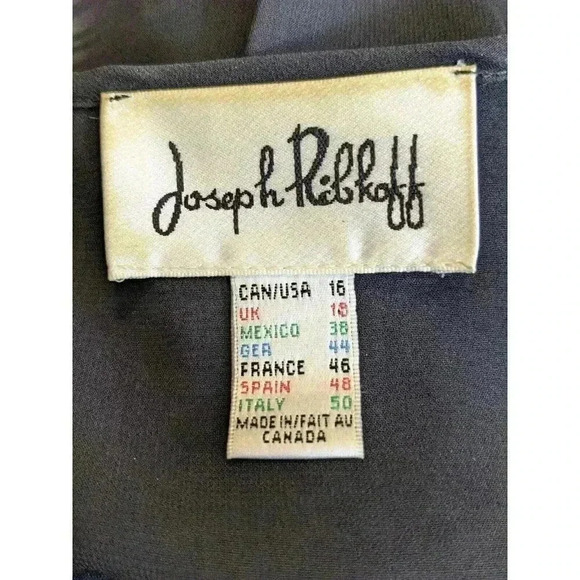 Joseph Ribkoff
CAN/USA 16
UK 18
MEXICO 38
GER 44
FRANCE 46
SPAIN 48
ITALY 50
MADE IN/FAIT AU
CANADA